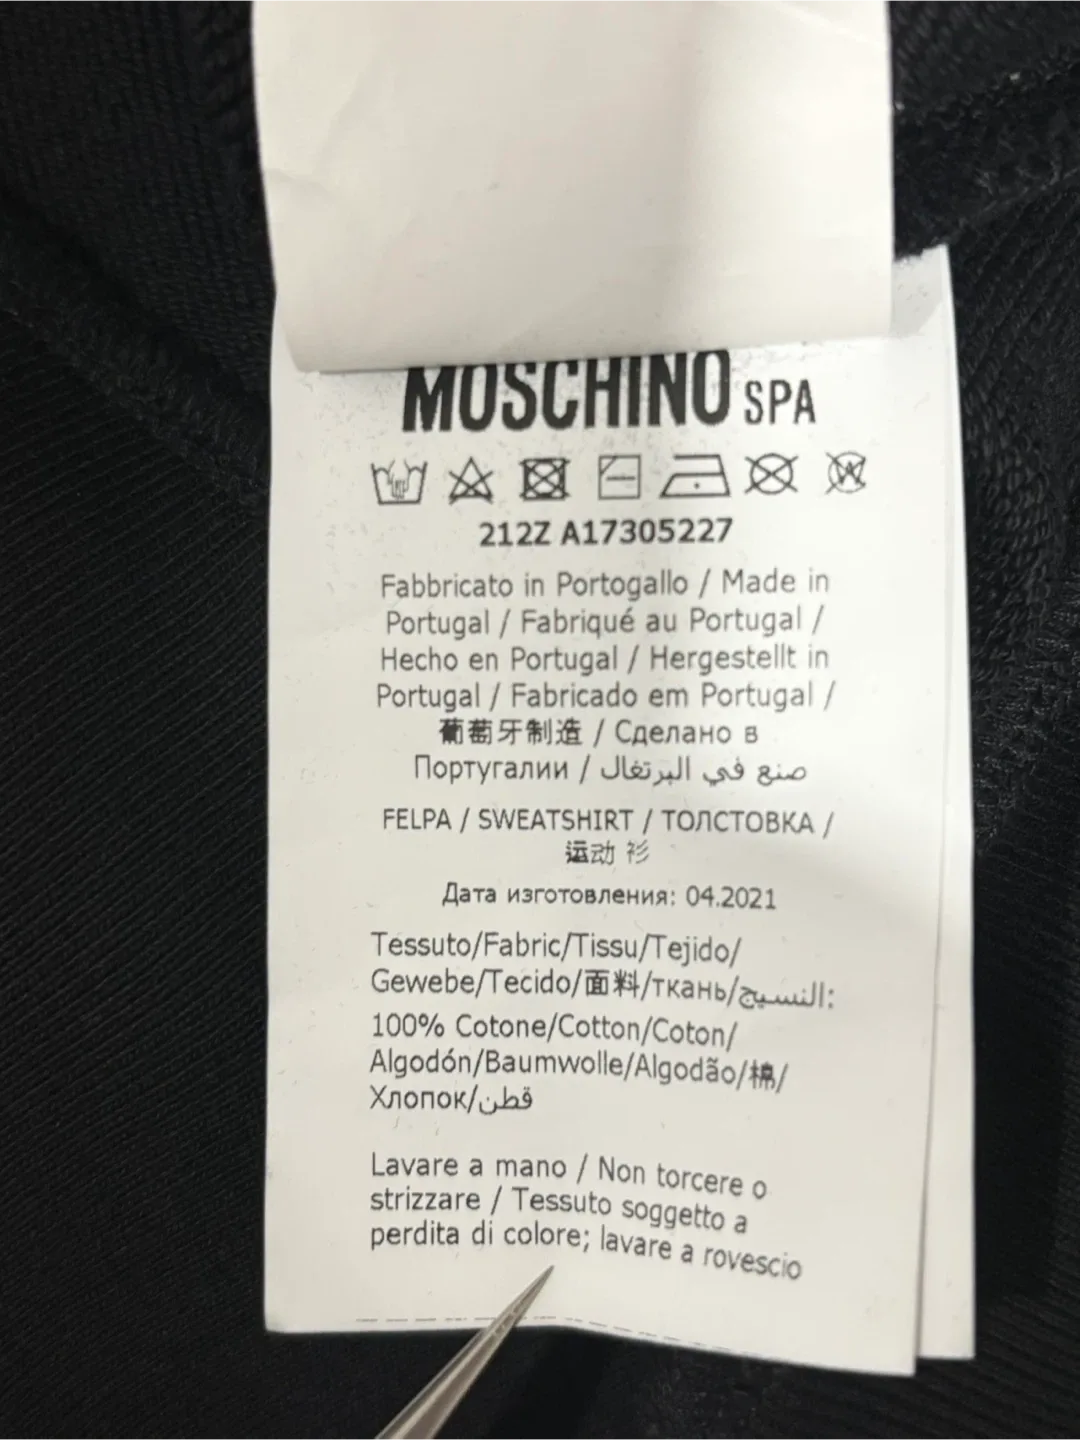 MOSCHINO SPA
212Z A17305227
Fabbricato in Portogallo / Made in
Portugal / Fabriqué au Portugal /
Hecho en Portugal / Hergestellt in
Portugal / Fabricado em Portugal /
葡萄牙制造 / Сделано в
Португалии / صنع في البرتغال
FELPA / SWEATSHIRT / ТОЛСТОВКА /
运动 衫
Дата изготовления: 04.2021
Tessuto/Fabric/Tissu/Tejido/
Gewebe/Tecido/面料/ткань/النسيج:
100% Cotone/Cotton/Coton/
Algodón/Baumwolle/Algodão/棉/
Хлопок/قطن
Lavare a mano / Non torcere o
strizzare / Tessuto soggetto a
perdita di colore; lavare a rovescio